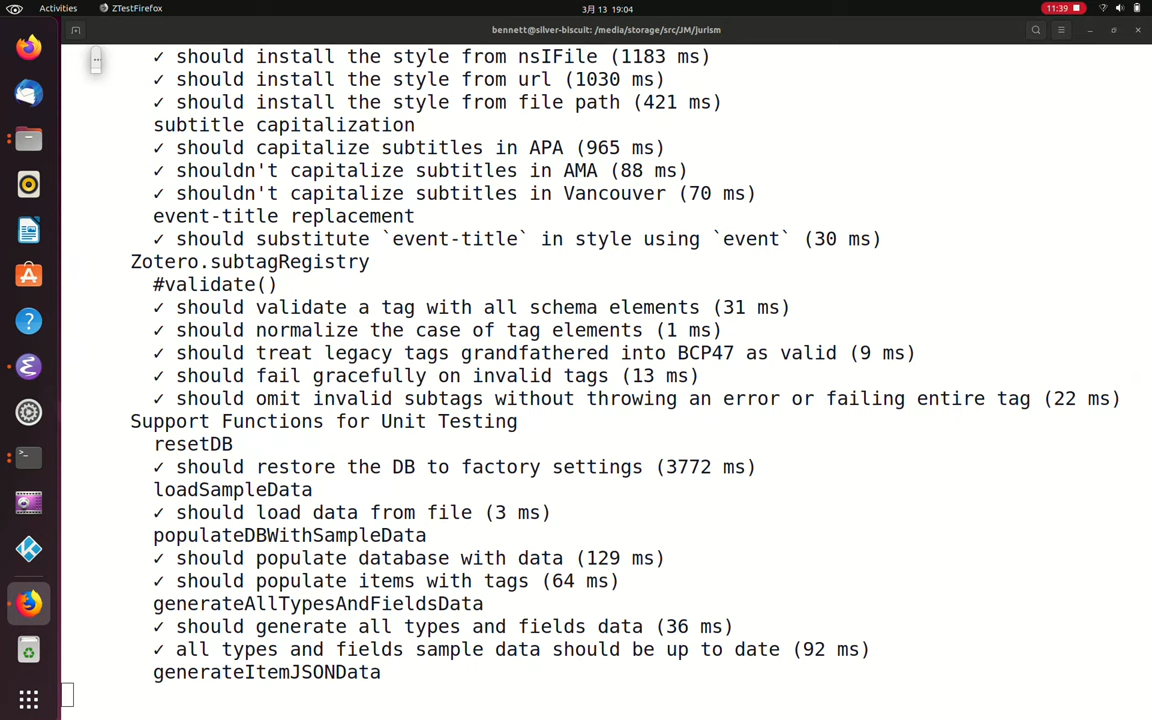 Activities
ZTestFirefox
3月 13 19:04
11:39
bennett@silver-biscuit: /media/storage/src/JM/jurism
✓ should install the style from nsIFile (1183 ms)
✓ should install the style from url (1030 ms)
✓ should install the style from file path (421 ms)
subtitle capitalization
✓ should capitalize subtitles in APA (965 ms)
✓ shouldn't capitalize subtitles in AMA (88 ms)
✓ shouldn't capitalize subtitles in Vancouver (70 ms)
event-title replacement
✓ should substitute `event-title` in style using `event` (30 ms)
Zotero.subtagRegistry
#validate()
✓ should validate a tag with all schema elements (31 ms)
✓ should normalize the case of tag elements (1 ms)
✓ should treat legacy tags grandfathered into BCP47 as valid (9 ms)
✓ should fail gracefully on invalid tags (13 ms)
✓ should omit invalid subtags without throwing an error or failing entire tag (22 ms)
Support Functions for Unit Testing
resetDB
✓ should restore the DB to factory settings (3772 ms)
loadSampleData
✓ should load data from file (3 ms)
populateDBWithSampleData
✓ should populate database with data (129 ms)
✓ should populate items with tags (64 ms)
generateAllTypesAndFieldsData
✓ should generate all types and fields data (36 ms)
✓ all types and fields sample data should be up to date (92 ms)
generateItemJSONData